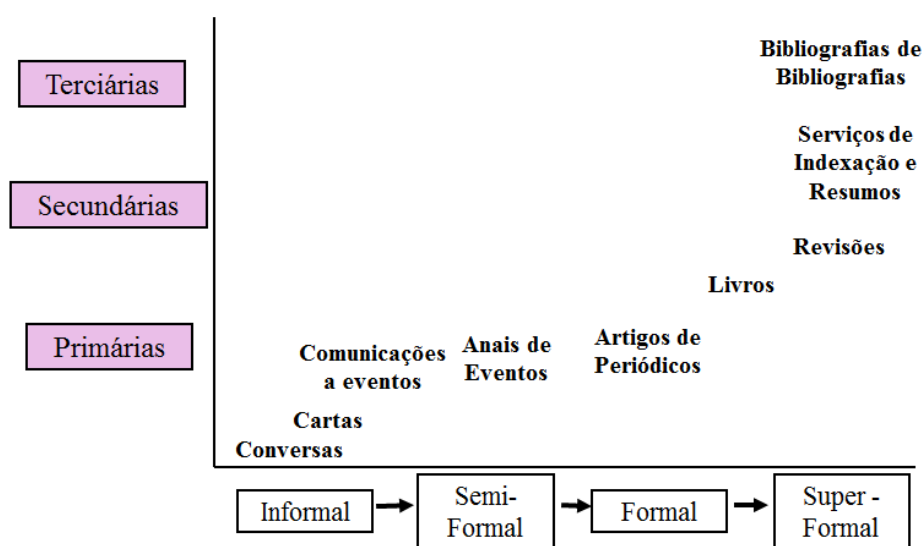 Bibliografias de
Bibliografias
Terciárias
Serviços de
Indexação e
Resumos
Secundárias
Revisões
Livros
Primárias
Comunicações
a eventos
Anais de
Eventos
Artigos de
Periódicos
Cartas
Conversas
Informal
Semi-
Formal
Formal
Super -
Formal